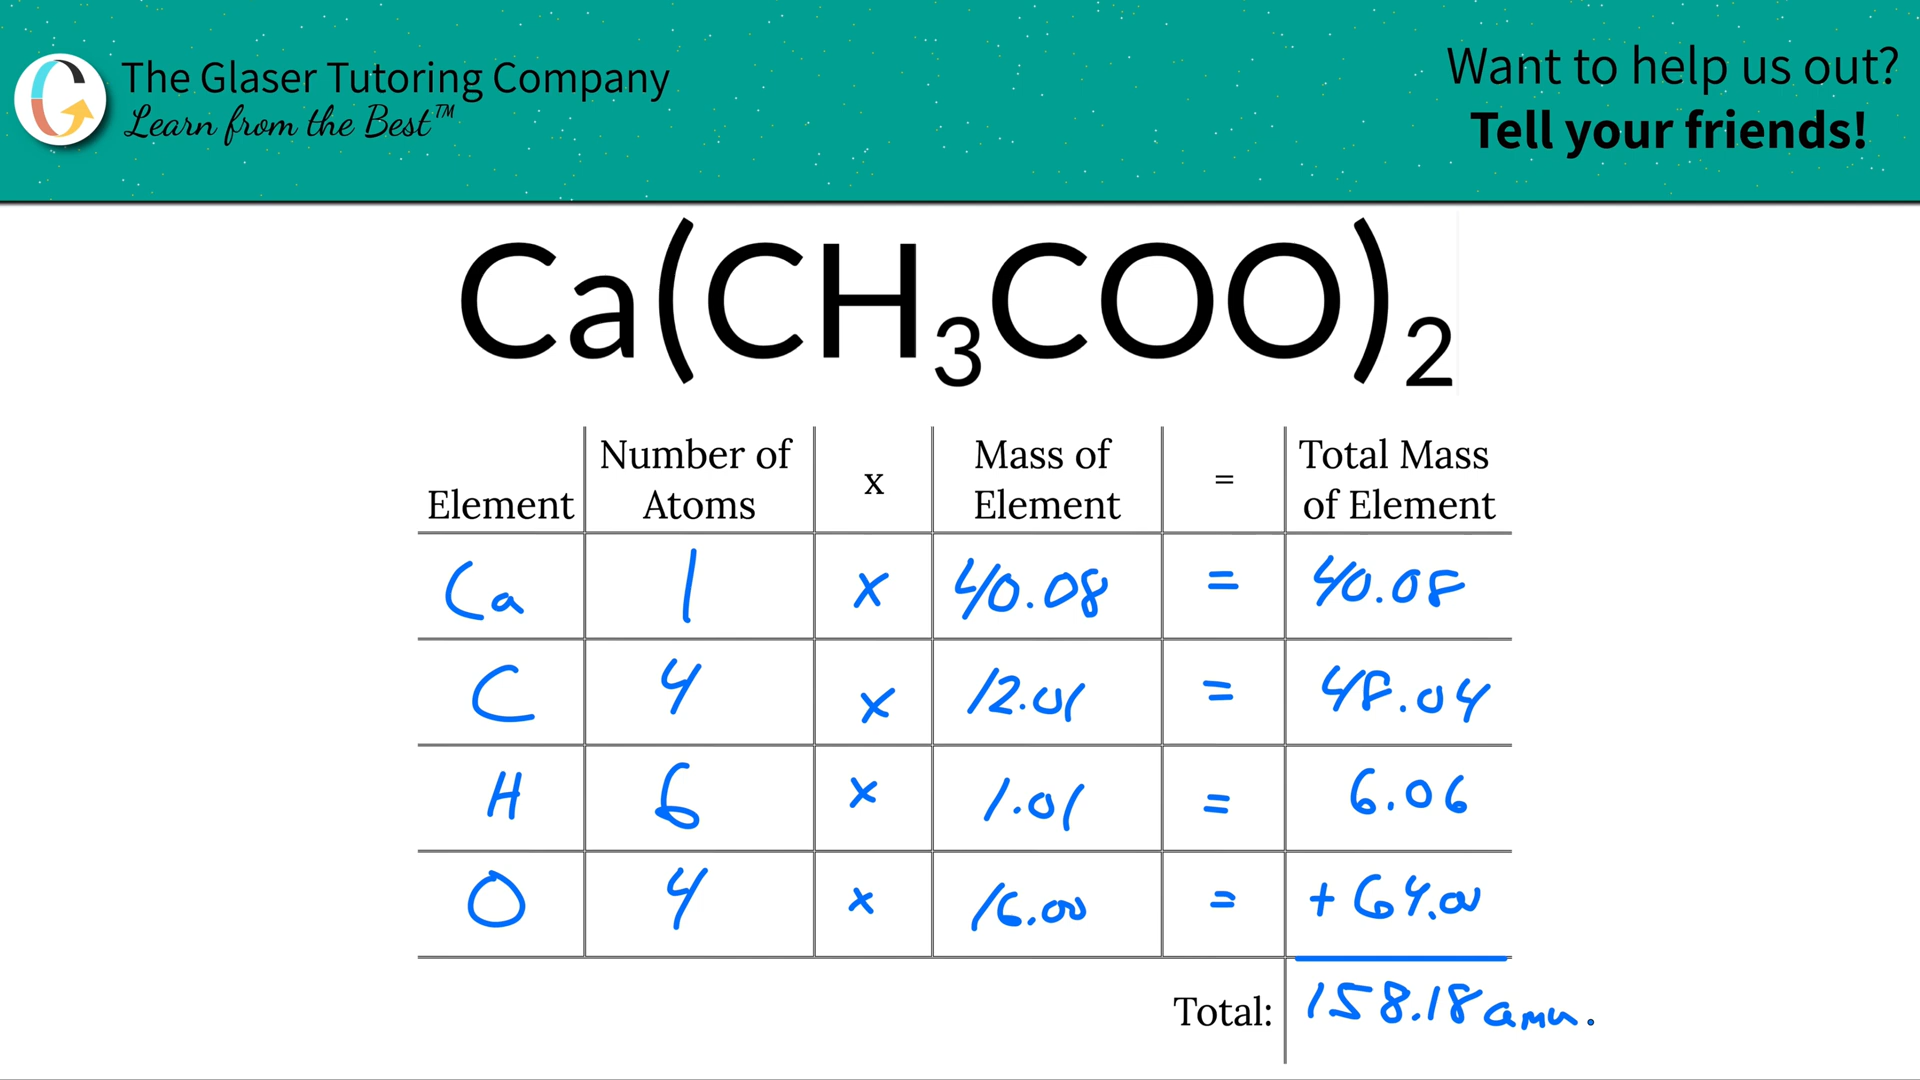 The Glaser Tutoring Company
Learn from the Best™
Want to help us out?
Tell your friends!
Ca(CH₃COO)₂
Element Number of Atoms x Mass of Element = Total Mass of Element
Ca 1 x 40.08 = 40.08
C 4 x 12.01 = 48.04
H 6 x 1.01 = 6.06
O 4 x 16.00 = + 64.00
Total: 158.18 amu.